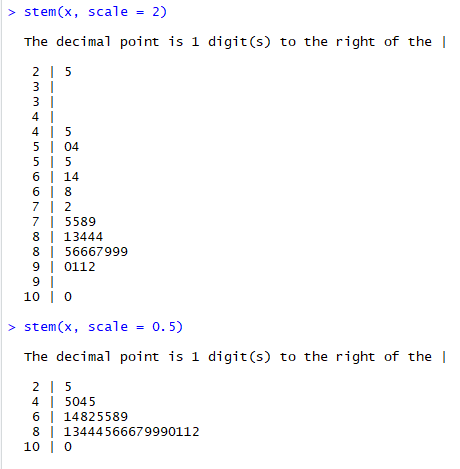 > stem(x, scale = 2)
The decimal point is 1 digit(s) to the right of the |
2 | 5
3 |
3 |
4 |
4 | 5
5 | 04
5 | 5
6 | 14
6 | 8
7 | 2
7 | 5589
8 | 13444
8 | 56667999
9 | 0112
9 |
10 | 0
> stem(x, scale = 0.5)
The decimal point is 1 digit(s) to the right of the |
2 | 5
4 | 5045
6 | 14825589
8 | 13444566679990112
10 | 0